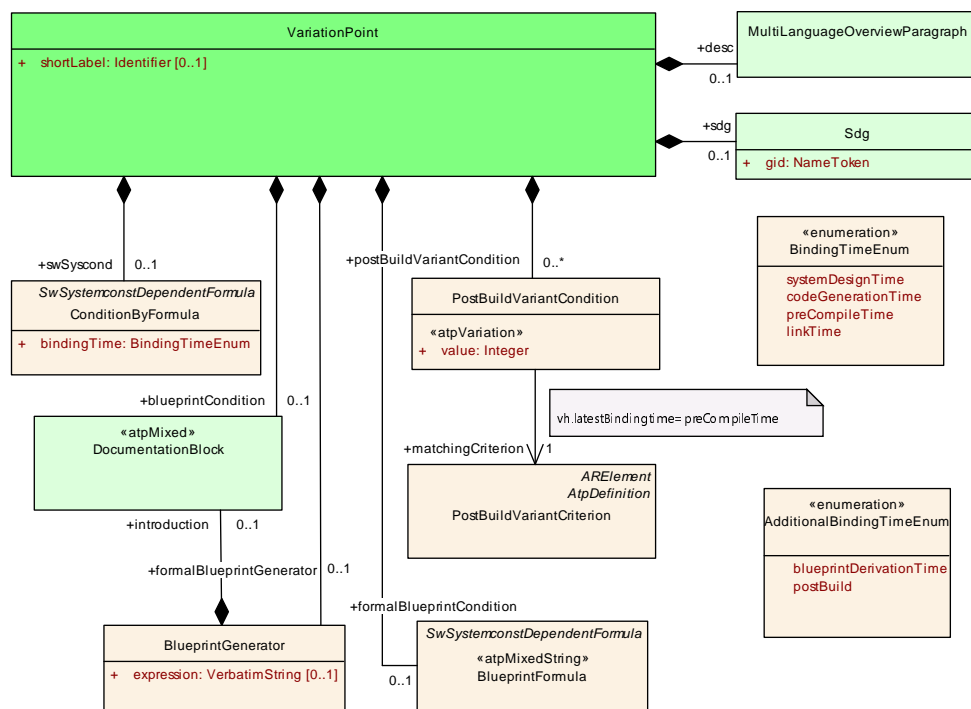 VariationPoint
+ shortLabel: Identifier [0..1]
MultiLanguageOverviewParagraph
+desc
0..1
+sdg
0..1
Sdg
+ gid: NameToken
+swSyscond
0..1
SwSystemconstDependentFormula
ConditionByFormula
+ bindingTime: BindingTimeEnum
+postBuildVariantCondition
0..*
PostBuildVariantCondition
«atpVariation»
+ value: Integer
«enumeration»
BindingTimeEnum
systemDesignTime
codeGenerationTime
preCompileTime
linkTime
+blueprintCondition
0..1
«atpMixed»
DocumentationBlock
vh.latestBindingtime= preCompileTime
+matchingCriterion
1
ARElement
AtpDefinition
PostBuildVariantCriterion
+introduction
0..1
«enumeration»
AdditionalBindingTimeEnum
blueprintDerivationTime
postBuild
+formalBlueprintGenerator
0..1
+formalBlueprintCondition
0..1
BlueprintGenerator
+ expression: VerbatimString [0..1]
SwSystemconstDependentFormula
«atpMixedString»
BlueprintFormula